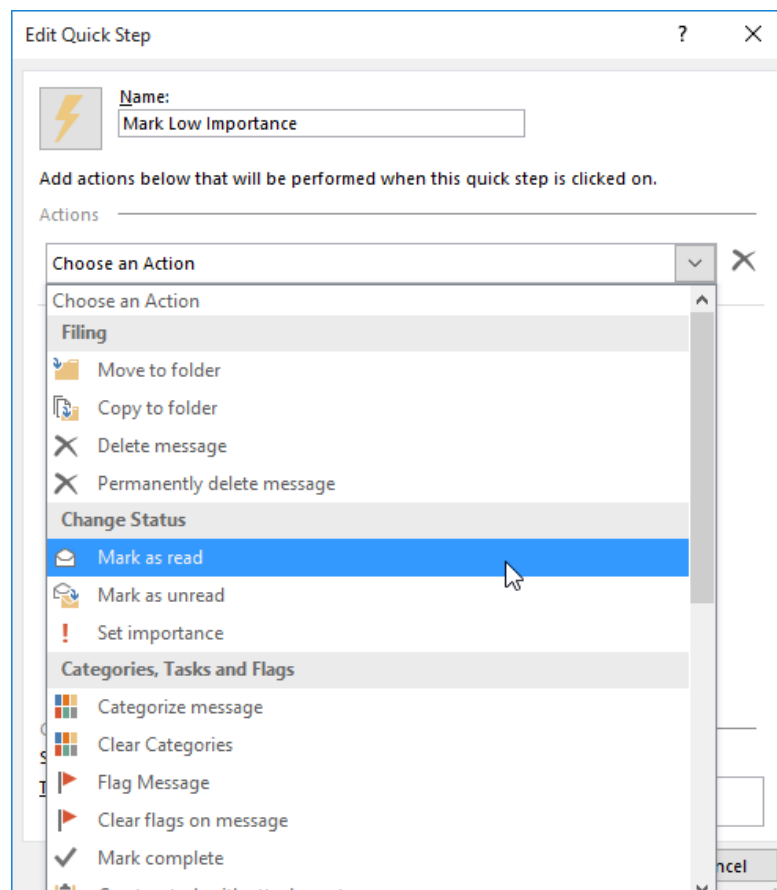 Edit Quick Step
?
Name:
Mark Low Importance
Add actions below that will be performed when this quick step is clicked on.
Actions
Choose an Action
Choose an Action
Filing
Move to folder
Copy to folder
Delete message
Permanently delete message
Change Status
Mark as read
Mark as unread
Set importance
Categories, Tasks and Flags
Categorize message
Clear Categories
Flag Message
Clear flags on message
Mark complete
ncel